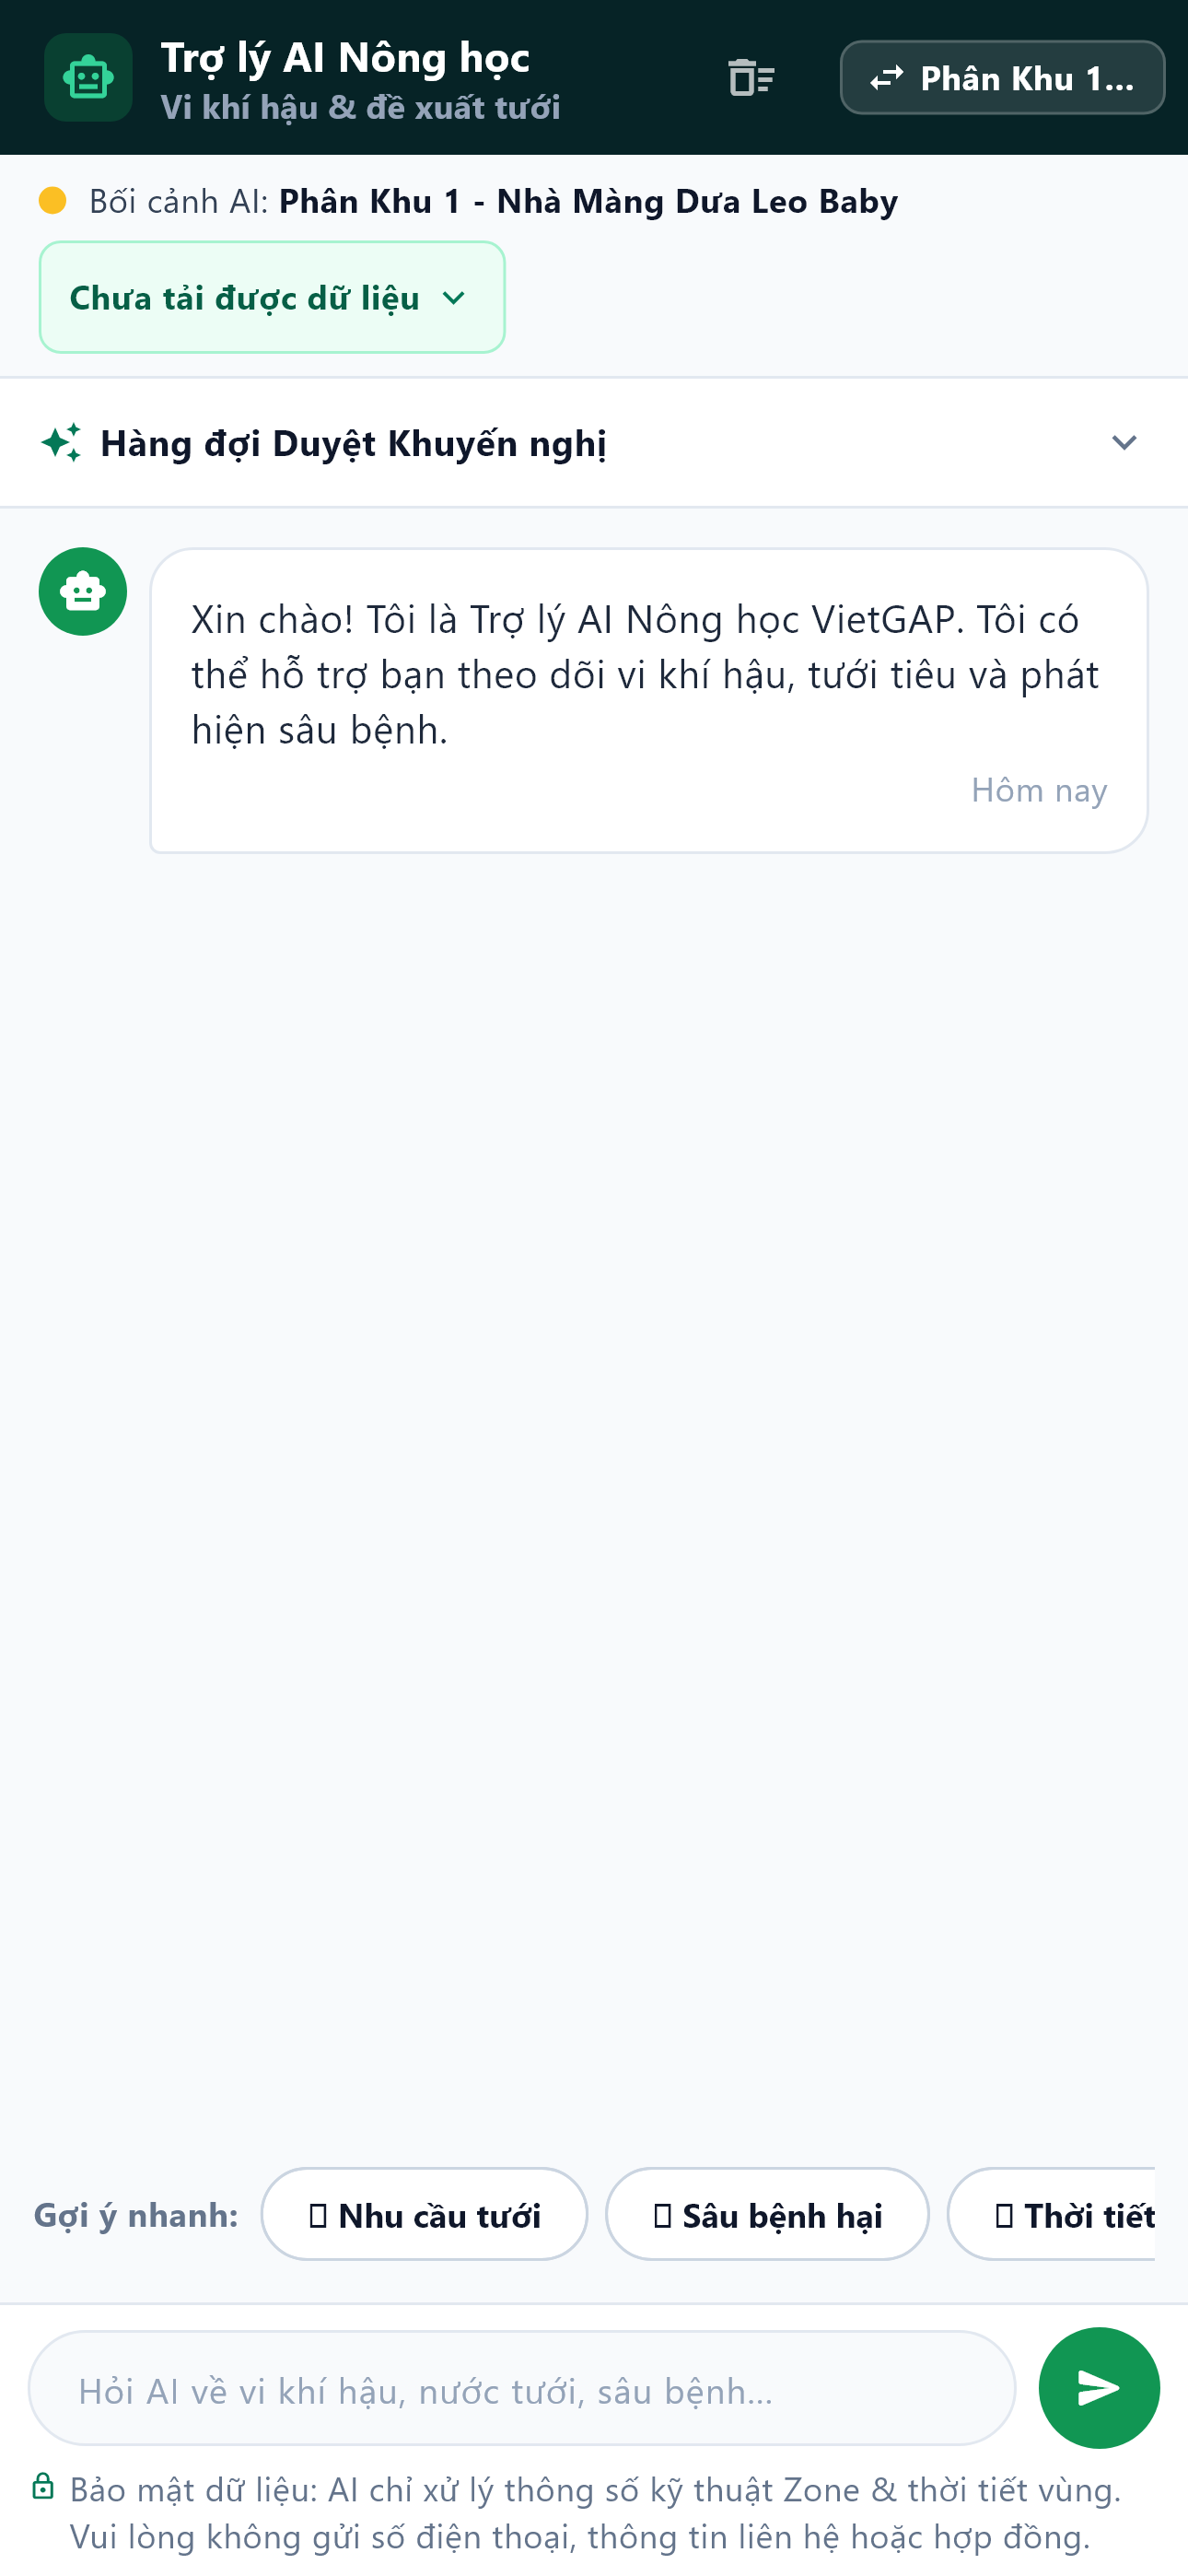 Trợ lý AI Nông học
Vi khí hậu & đề xuất tưới
Phân Khu 1...
Bối cảnh AI: Phân Khu 1 - Nhà Màng Dưa Leo Baby
Chưa tải được dữ liệu
Hàng đợi Duyệt Khuyến nghị
Xin chào! Tôi là Trợ lý AI Nông học VietGAP. Tôi có
thể hỗ trợ bạn theo dõi vi khí hậu, tưới tiêu và phát
hiện sâu bệnh.
Hôm nay
Gợi ý nhanh:
Nhu cầu tưới
Sâu bệnh hại
Thời tiết
Hỏi AI về vi khí hậu, nước tưới, sâu bệnh...
Bảo mật dữ liệu: AI chỉ xử lý thông số kỹ thuật Zone & thời tiết vùng.
Vui lòng không gửi số điện thoại, thông tin liên hệ hoặc hợp đồng.